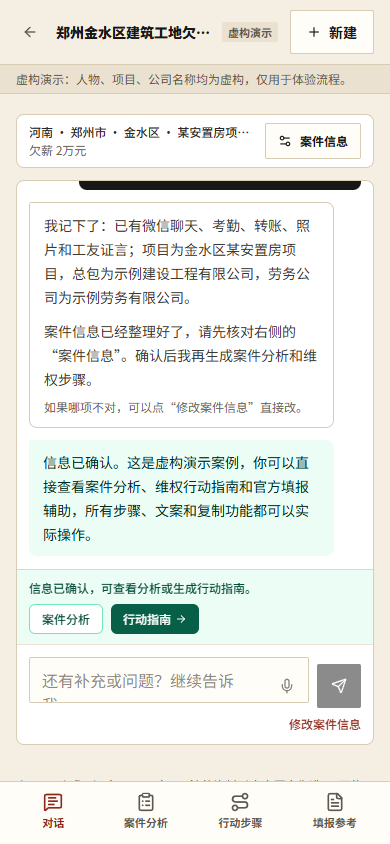 郑州金水区建筑工地欠… 虚构演示 新建
虚构演示：人物、项目、公司名称均为虚构，仅用于体验流程。
河南 · 郑州市 · 金水区 · 某安置房项…
欠薪 2万元
案件信息
我记下了：已有微信聊天、考勤、转账、照
片和工友证言；项目为金水区某安置房项
目，总包为示例建设工程有限公司，劳务公
司为示例劳务有限公司。
案件信息已经整理好了，请先核对右侧的
“案件信息”。确认后我再生成案件分析和维
权步骤。
如果哪项不对，可以点“修改案件信息”直接改。
信息已确认。这是虚构演示案例，你可以直
接查看案件分析、维权行动指南和官方填报
辅助，所有步骤、文案和复制功能都可以实
际操作。
信息已确认，可查看分析或生成行动指南。
案件分析 行动指南 →
还有补充或问题？继续告诉
修改案件信息
对话 案件分析 行动步骤 填报参考